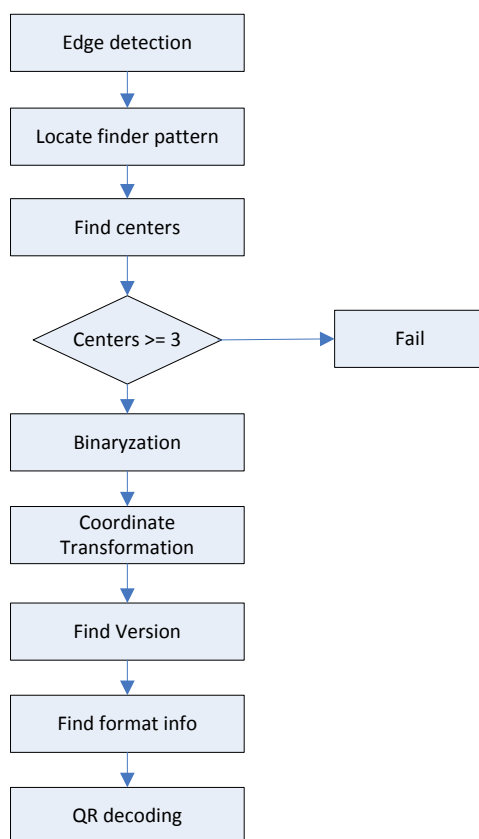 Edge detection
Locate finder pattern
Find centers
Centers >= 3
Fail
Binaryzation
Coordinate
Transformation
Find Version
Find format info
QR decoding